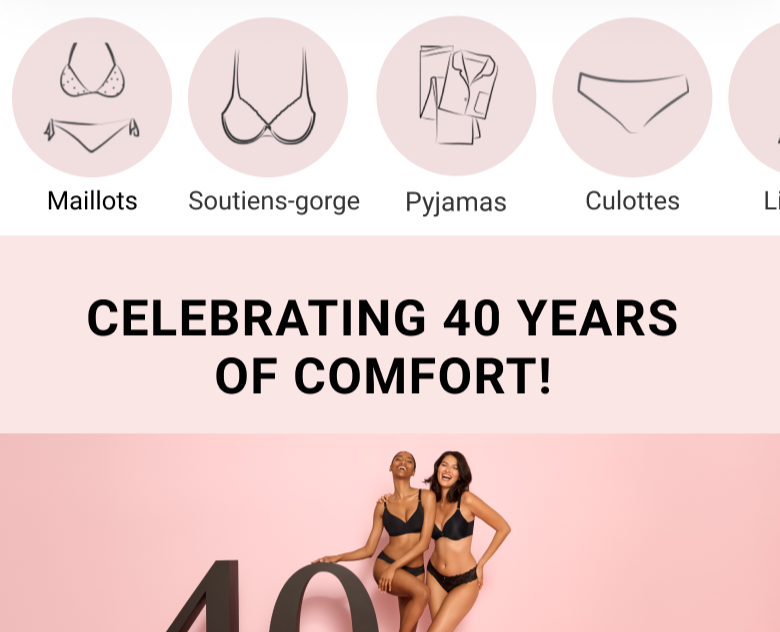 Maillots
Soutiens-gorge
Pyjamas
Culottes
CELEBRATING 40 YEARS
OF COMFORT!
40